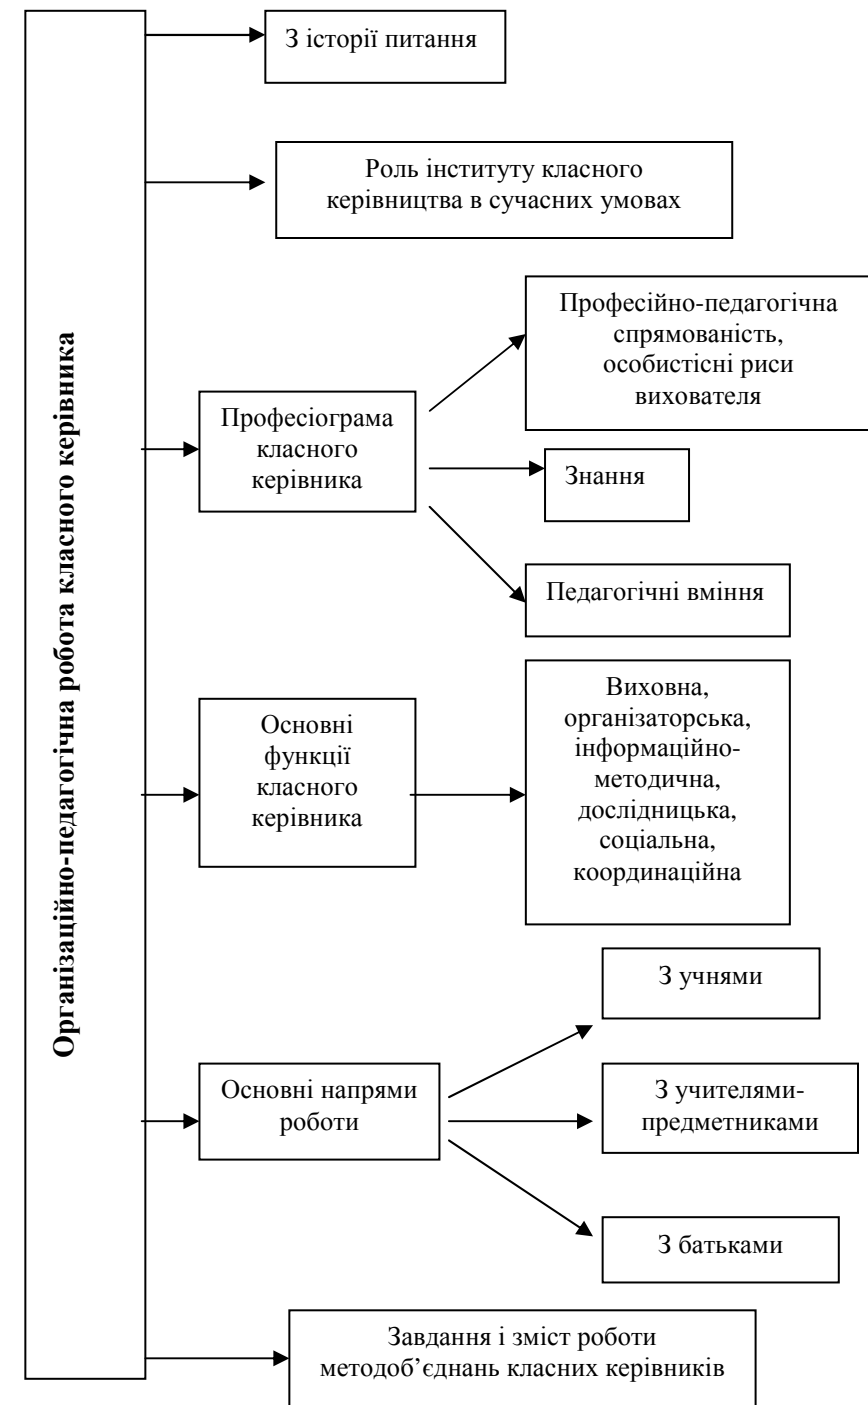 Організаційно-педагогічна робота класного керівника
З історії питання
Роль інституту класного
керівництва в сучасних умовах
Професіограма
класного
керівника
Професійно-педагогічна
спрямованість,
особистісні риси
вихователя
Знання
Педагогічні вміння
Основні
функції
класного
керівника
Виховна,
організаторська,
інформаційно-
методична,
дослідницька,
соціальна,
координаційна
Основні напрями
роботи
З учнями
З учителями-
предметниками
З батьками
Завдання і зміст роботи
методоб’єднань класних керівників